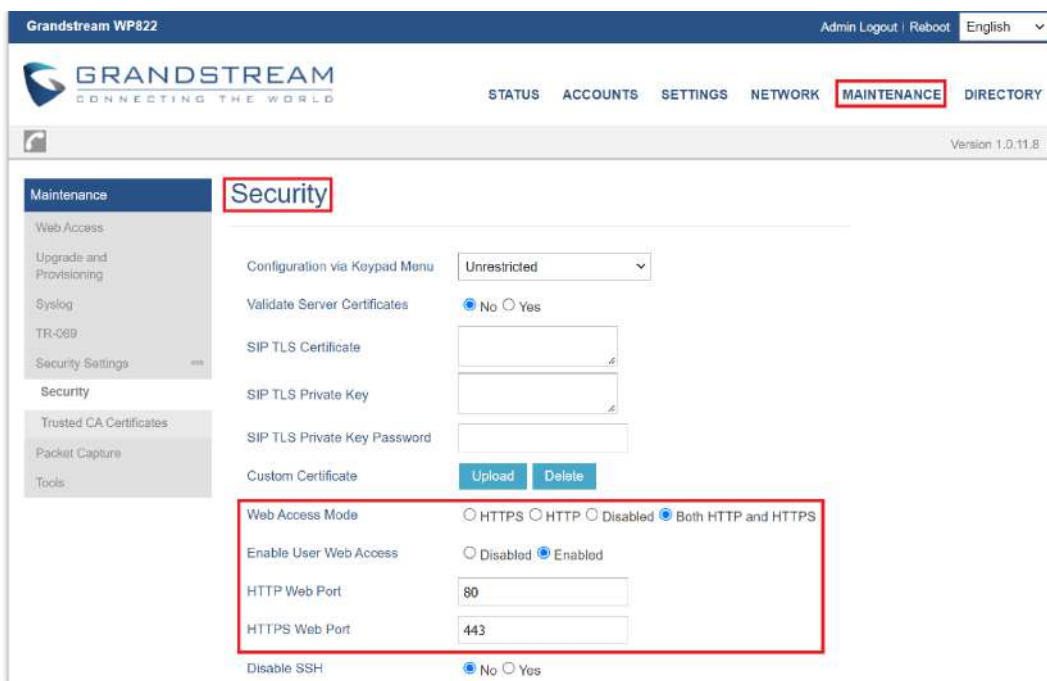 Grandstream WP822
Admin Logout | Reboot
English
GRANDSTREAM
CONNECTING THE WORLD
STATUS ACCOUNTS SETTINGS NETWORK MAINTENANCE DIRECTORY
Version 1.0.11.8
Maintenance
Web Access
Upgrade and
Provisioning
Syslog
TR-069
Security Settings
Security
Trusted CA Certificates
Packet Capture
Tools
Security
Configuration via Keypad Menu Unrestricted
Validate Server Certificates No Yes
SIP TLS Certificate
SIP TLS Private Key
SIP TLS Private Key Password
Custom Certificate Upload Delete
Web Access Mode HTTPS HTTP Disabled Both HTTP and HTTPS
Enable User Web Access Disabled Enabled
HTTP Web Port 80
HTTPS Web Port 443
Disable SSH No Yes